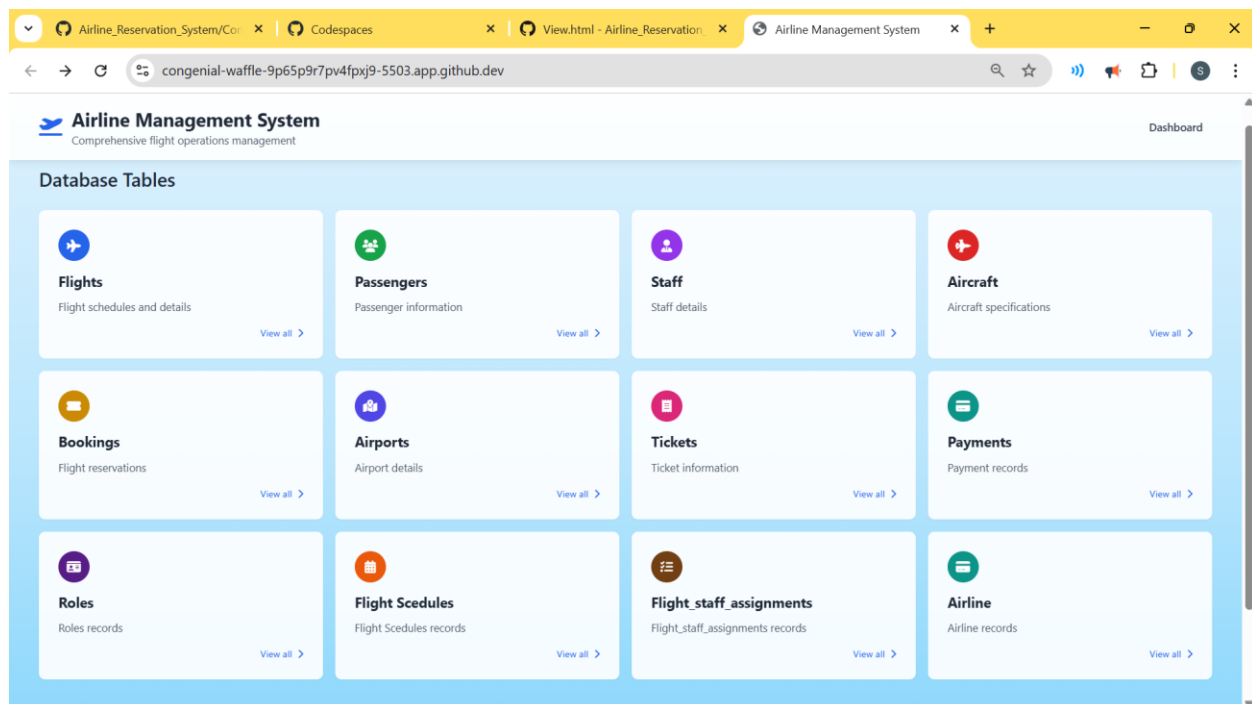 Airline_Reservation_System/Con
Codespaces
View.html - Airline_Reservation_
Airline Management System
congenial-waffle-9p65p9r7pv4fpxj9-5503.app.github.dev
S
Airline Management System
Comprehensive flight operations management
Dashboard
Database Tables
Flights
Flight schedules and details
View all
Passengers
Passenger information
View all
Staff
Staff details
View all
Aircraft
Aircraft specifications
View all
Bookings
Flight reservations
View all
Airports
Airport details
View all
Tickets
Ticket information
View all
Payments
Payment records
View all
Roles
Roles records
View all
Flight Scedules
Flight Scedules records
View all
Flight_staff_assignments
Flight_staff_assignments records
View all
Airline
Airline records
View all